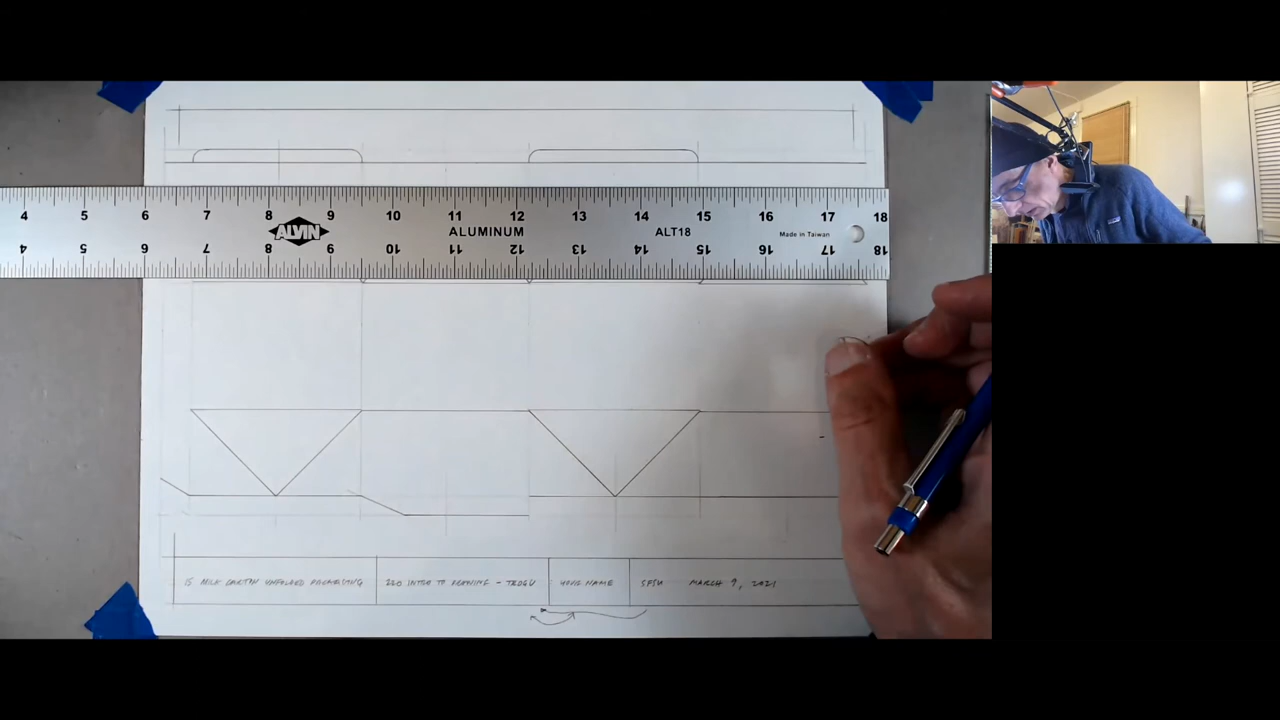 4 5 6 7 8 9 10 11 12 13 14 15 16 17 18
ALVIN ALUMINUM ALT18 Made in Taiwan
4 5 6 7 8 9 10 11 12 13 14 15 16 17 18
15 MILK CARTON UNFOLDED PROCESSING 220 INTRO TO DRAWING - TROGU YOUR NAME SFSU MARCH 9, 2021